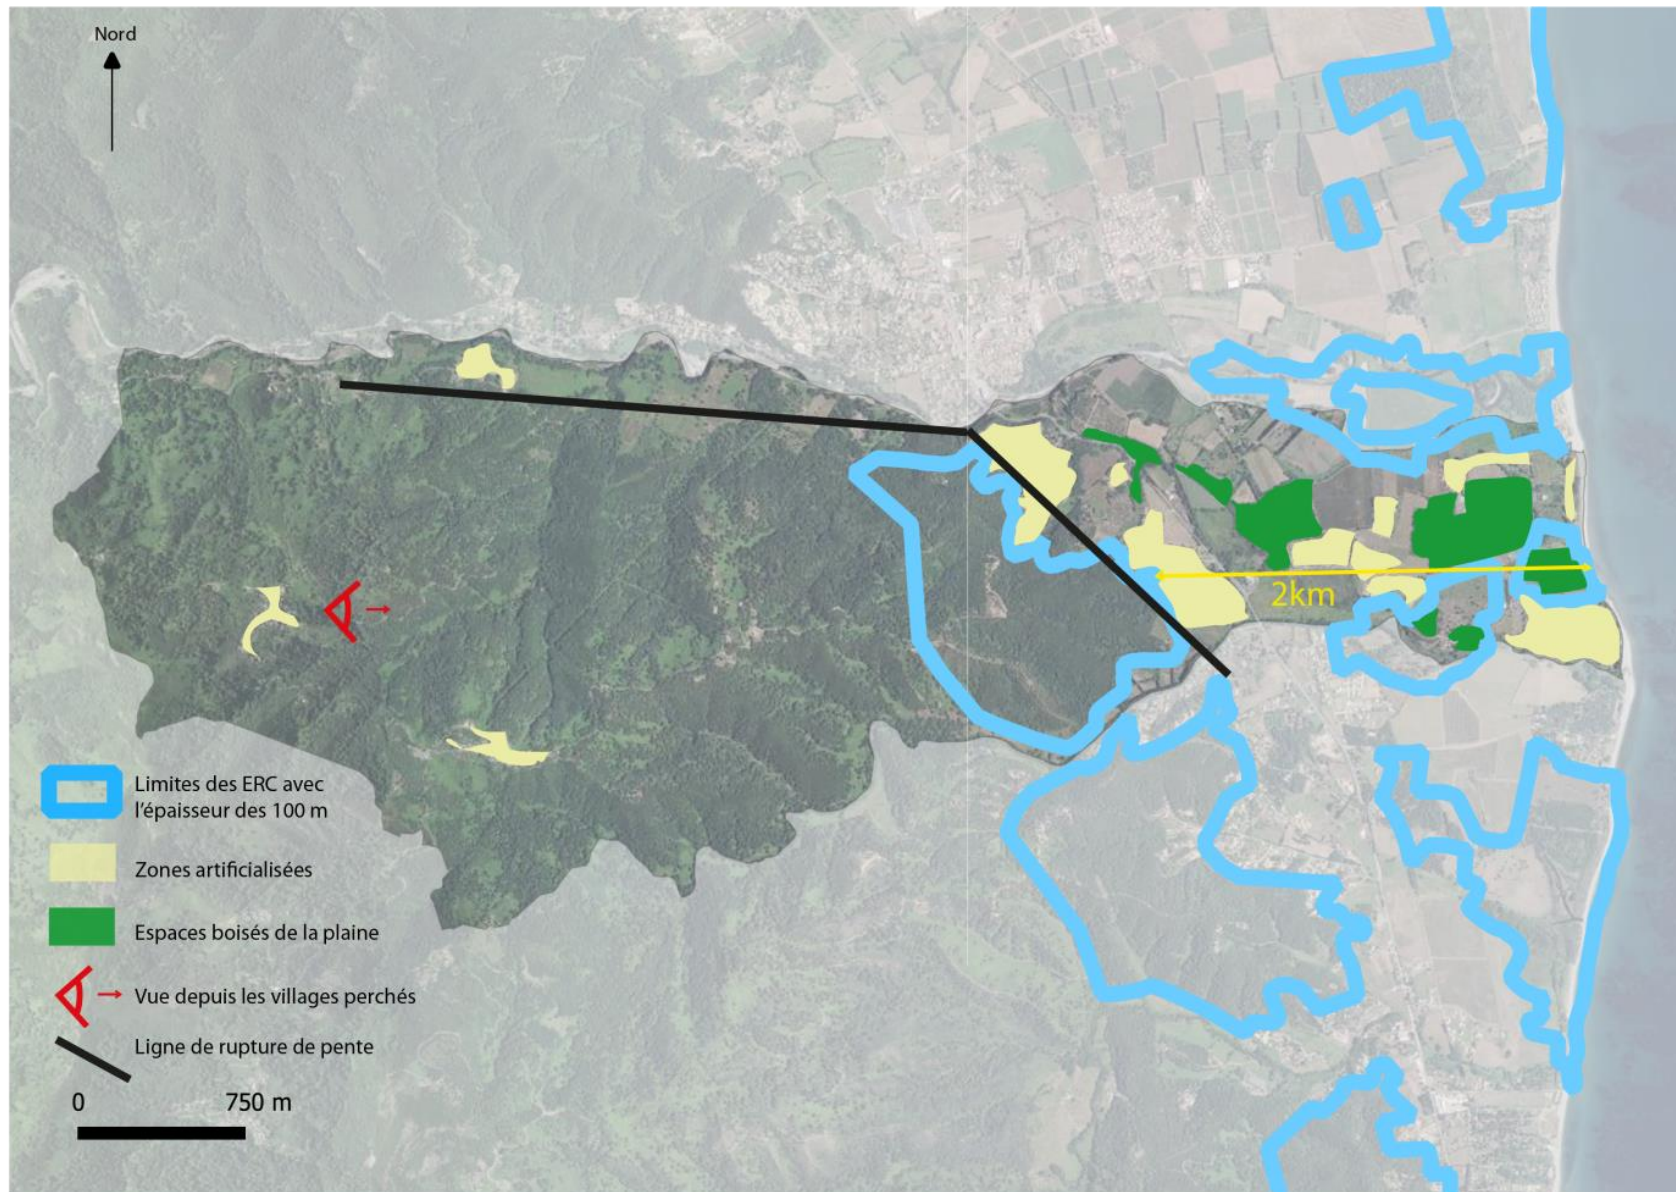 Nord
2km
Limites des ERC avec
l'épaisseur des 100 m
Zones artificialisées
Espaces boisés de la plaine
Vue depuis les villages perchés
Ligne de rupture de pente
0 750 m